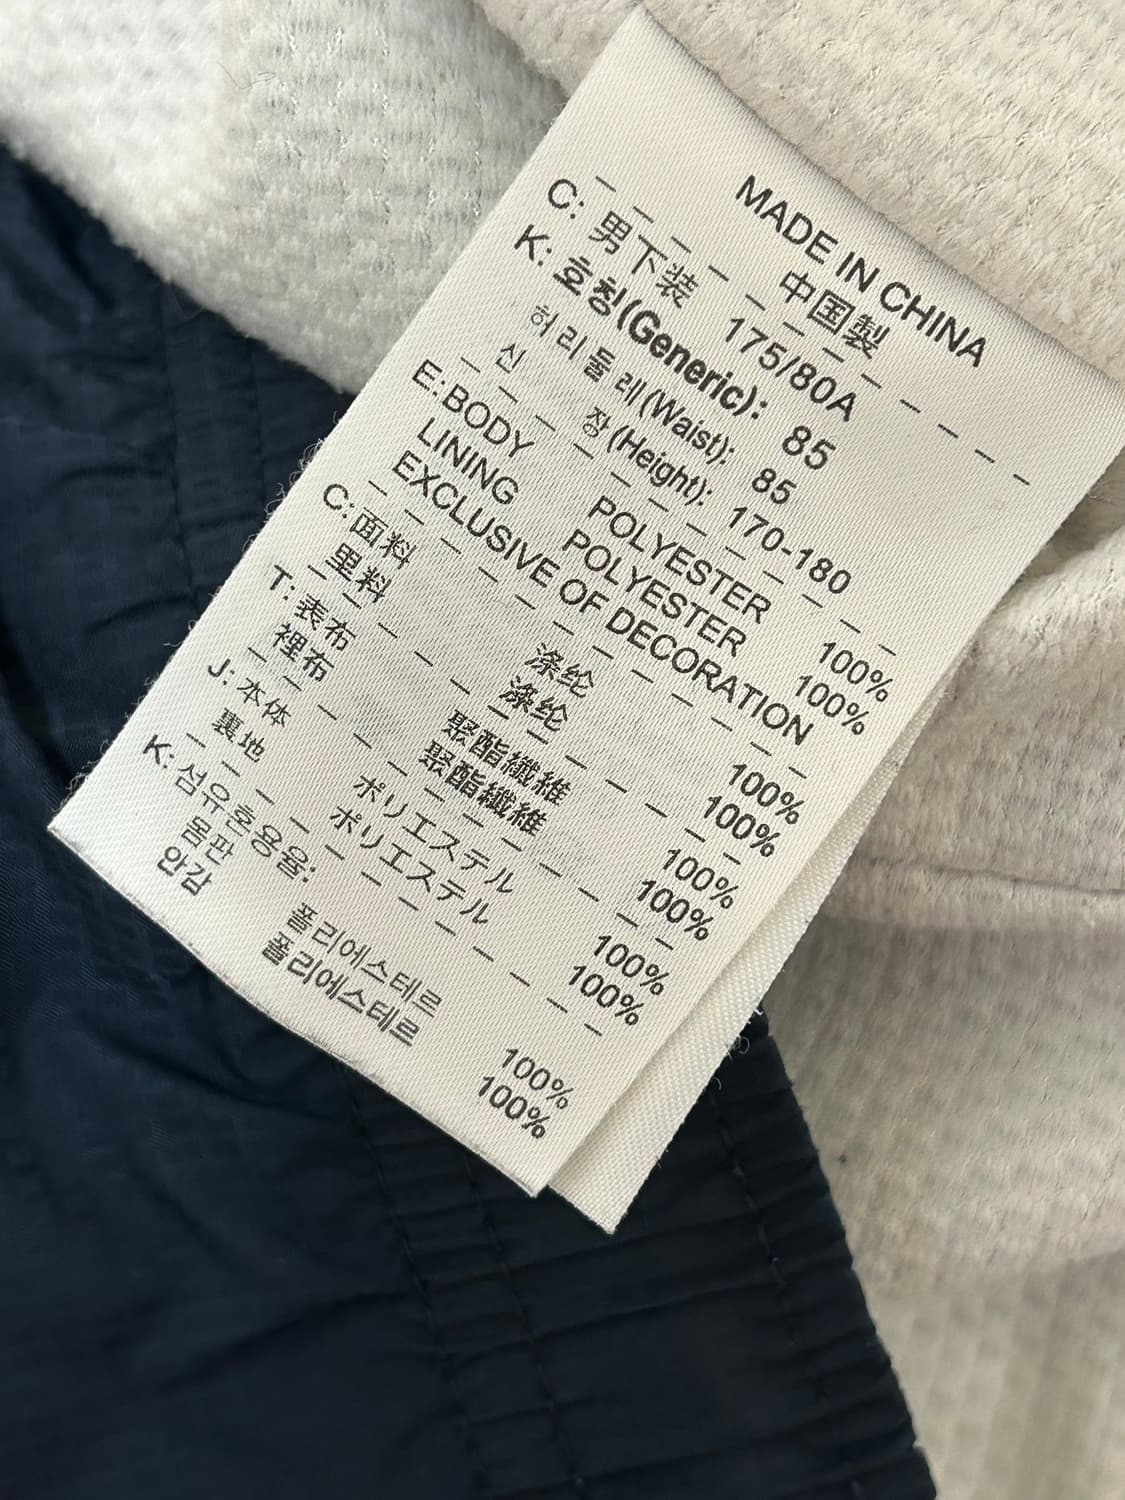 MADE IN CHINA
中国製
C: 男下装 175/80A
K: 호칭(Generic): 85
허리둘레(Waist): 85
신 장(Height): 170-180
E: BODY POLYESTER 100%
LINING POLYESTER 100%
EXCLUSIVE OF DECORATION
C: 面料 涤纶 100%
里料 涤纶 100%
T: 表布 聚酯纖維 100%
裡布 聚酯纖維 100%
J: 本体 ポリエステル 100%
裏地 ポリエステル 100%
K: 섬유혼용율:
몸판 폴리에스테르 100%
안감 폴리에스테르 100%